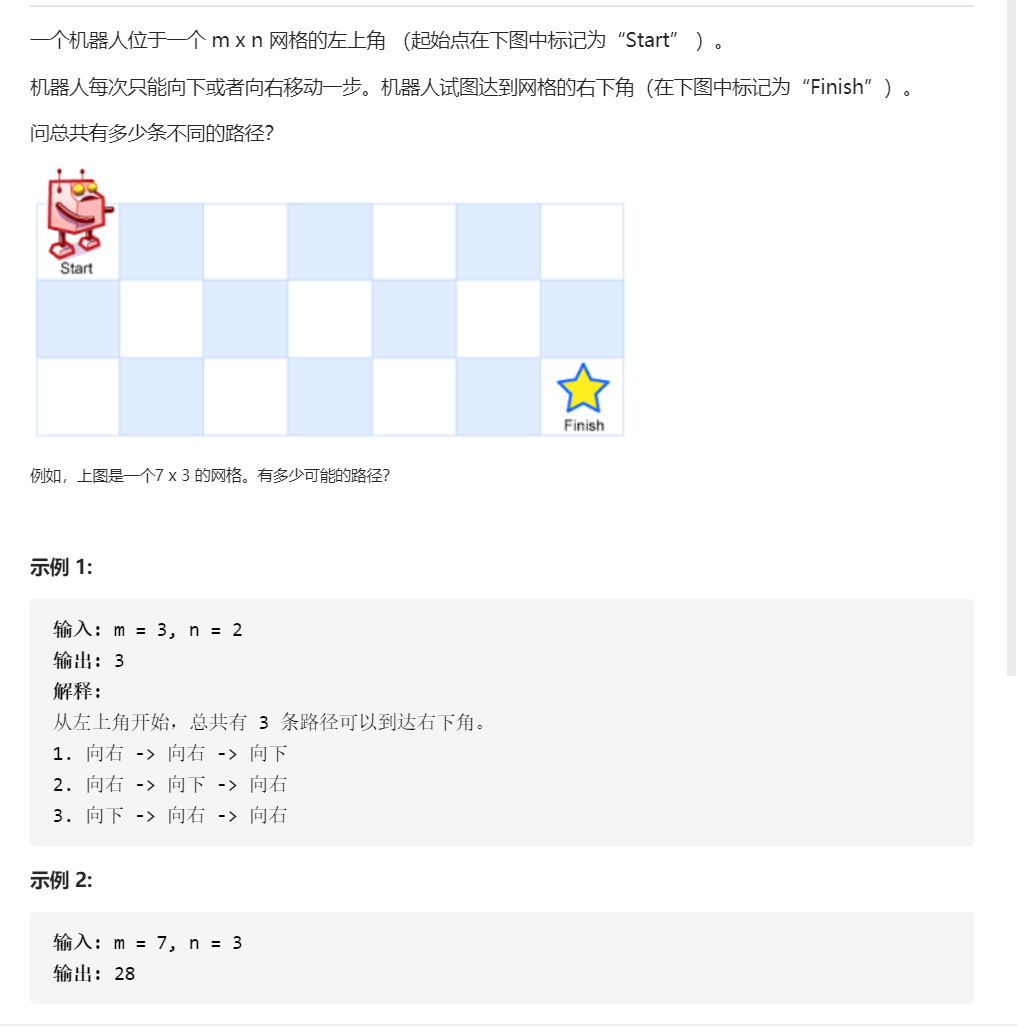 一个机器人位于一个 m x n 网格的左上角 （起始点在下图中标记为“Start” ）。
机器人每次只能向下或者向右移动一步。机器人试图达到网格的右下角（在下图中标记为“Finish”）。
问总共有多少条不同的路径？
Start
Finish
例如，上图是一个7 x 3 的网格。有多少可能的路径？
示例 1:
输入: m = 3, n = 2
输出: 3
解释:
从左上角开始，总共有 3 条路径可以到达右下角。
1. 向右 -> 向右 -> 向下
2. 向右 -> 向下 -> 向右
3. 向下 -> 向右 -> 向右
示例 2:
输入: m = 7, n = 3
输出: 28